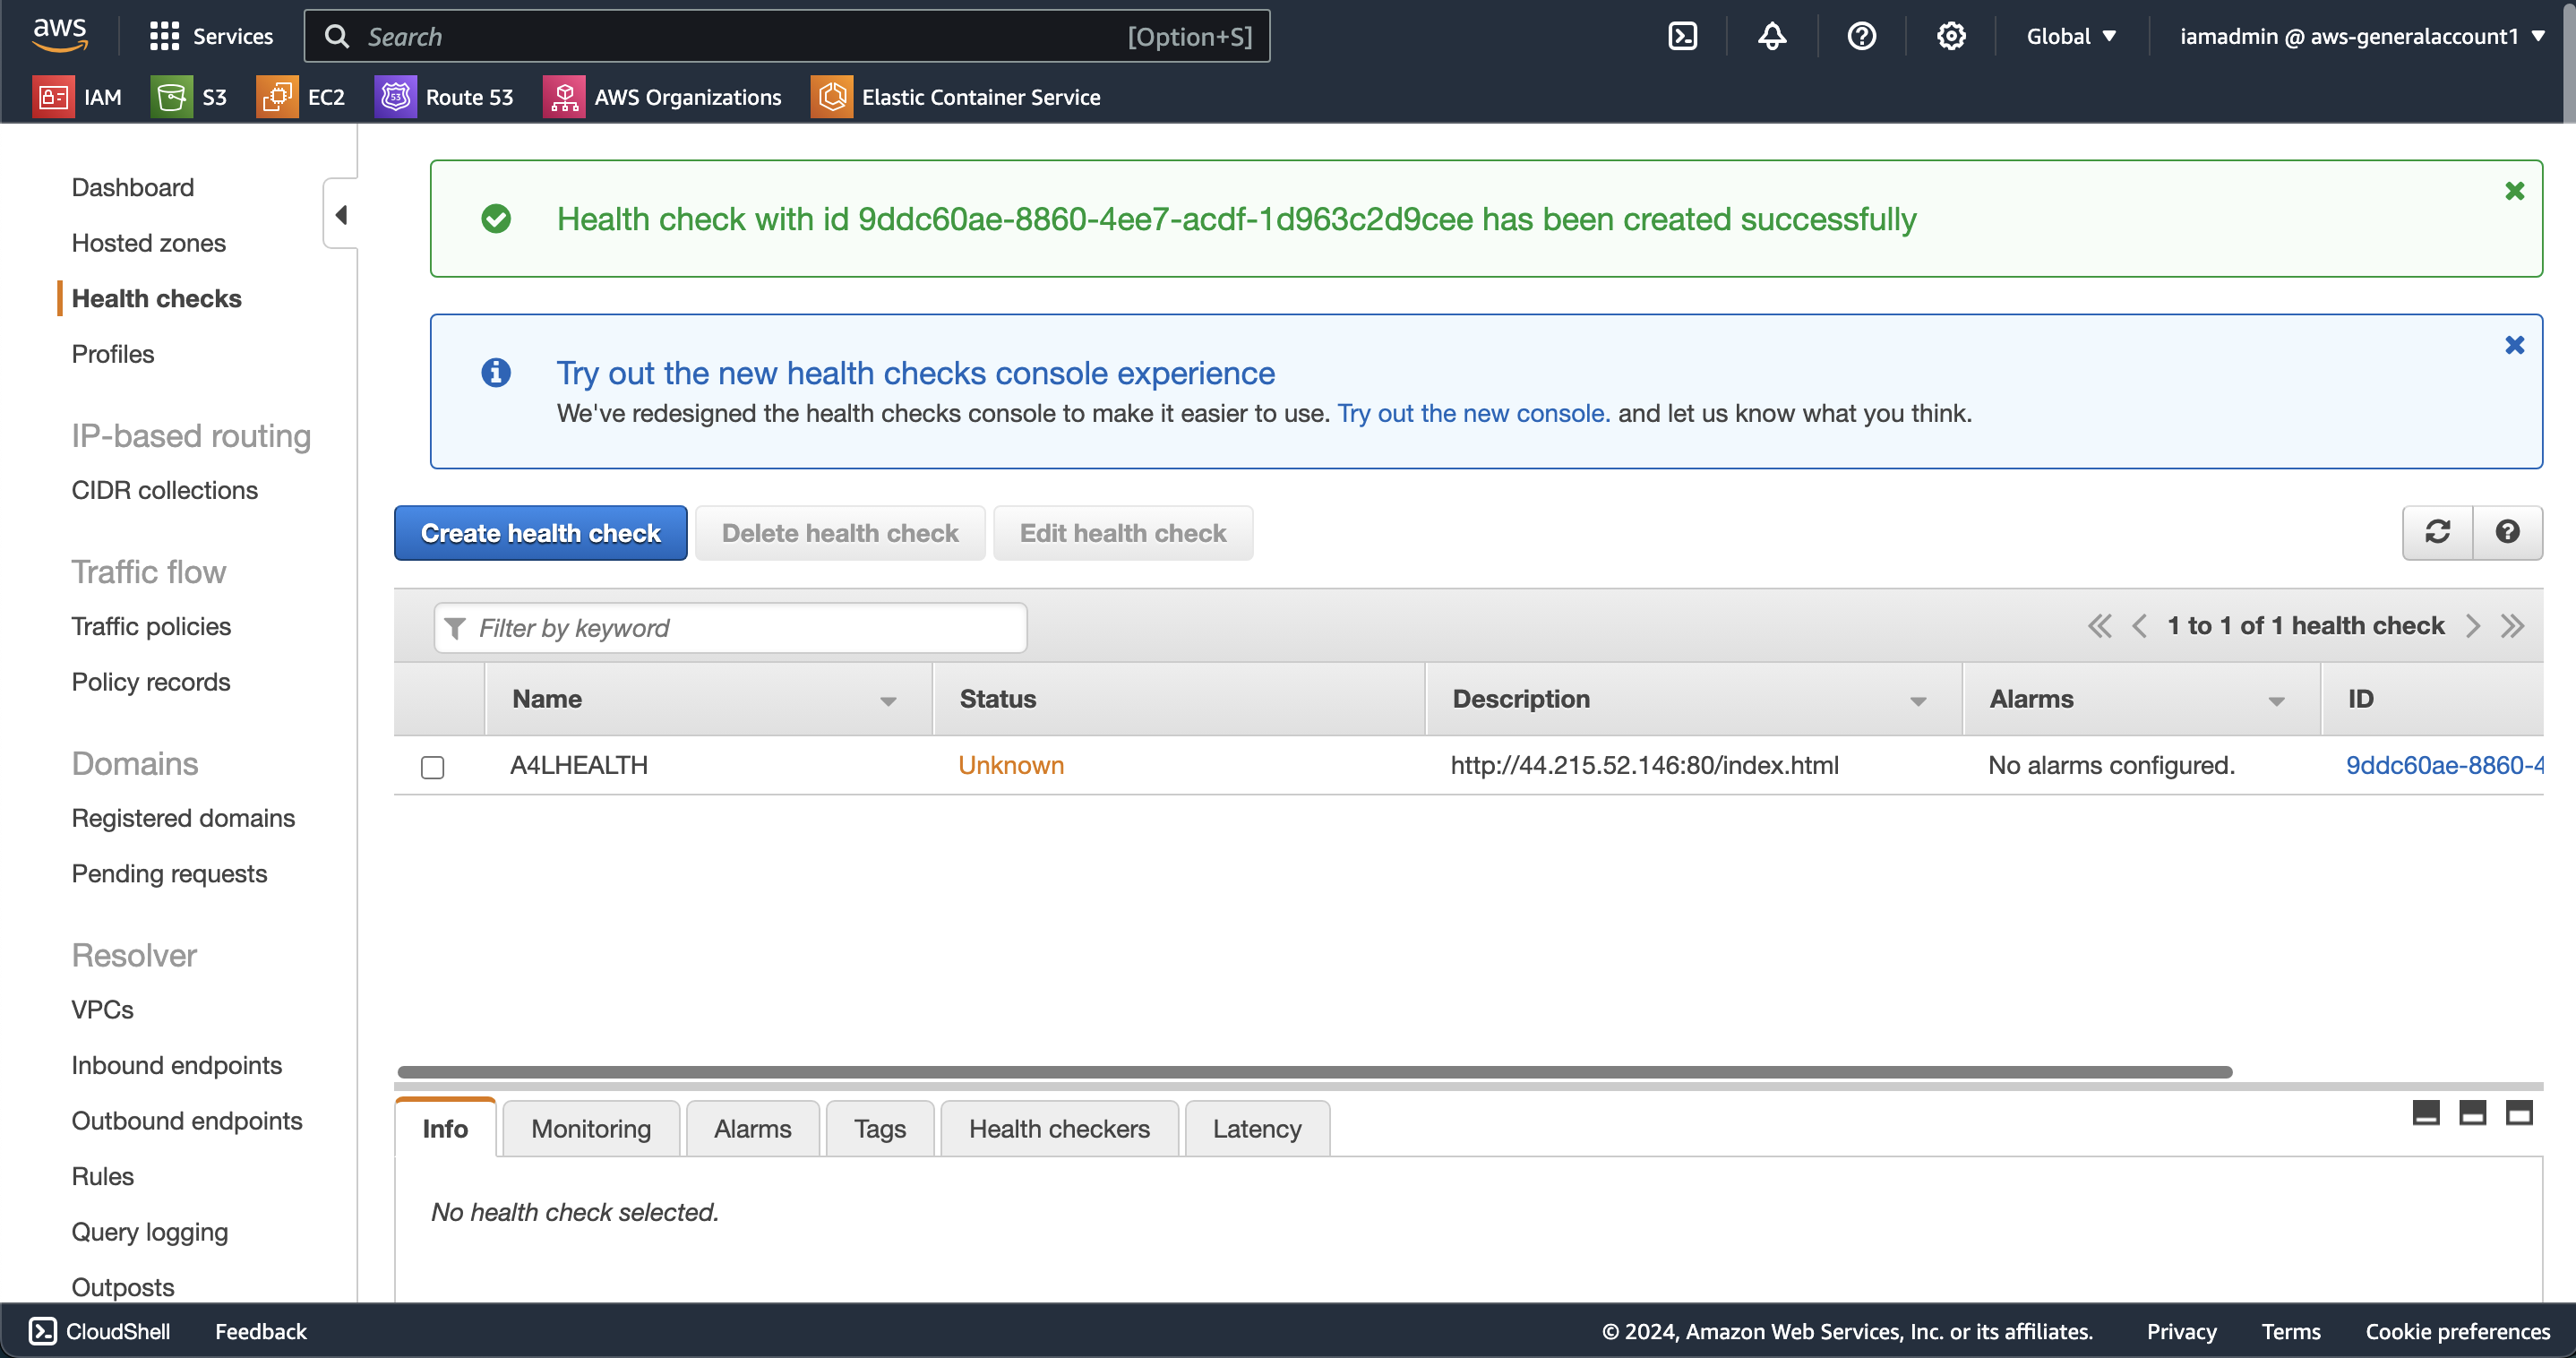 aws
Services
Search
[Option+S]
Global
iamadmin @ aws-generalaccount1
IAM
S3
EC2
53
Route 53
AWS Organizations
Elastic Container Service
Dashboard
Hosted zones
Health checks
Profiles
IP-based routing
CIDR collections
Traffic flow
Traffic policies
Policy records
Domains
Registered domains
Pending requests
Resolver
VPCs
Inbound endpoints
Outbound endpoints
Rules
Query logging
Outposts
Health check with id 9ddc60ae-8860-4ee7-acdf-1d963c2d9cee has been created successfully
Try out the new health checks console experience
We've redesigned the health checks console to make it easier to use. Try out the new console. and let us know what you think.
Create health check
Delete health check
Edit health check
Filter by keyword
1 to 1 of 1 health check
Name
Status
Description
Alarms
ID
A4LHEALTH
Unknown
http://44.215.52.146:80/index.html
No alarms configured.
9ddc60ae-8860-4
Info
Monitoring
Alarms
Tags
Health checkers
Latency
No health check selected.
CloudShell
Feedback
© 2024, Amazon Web Services, Inc. or its affiliates.
Privacy
Terms
Cookie preferences